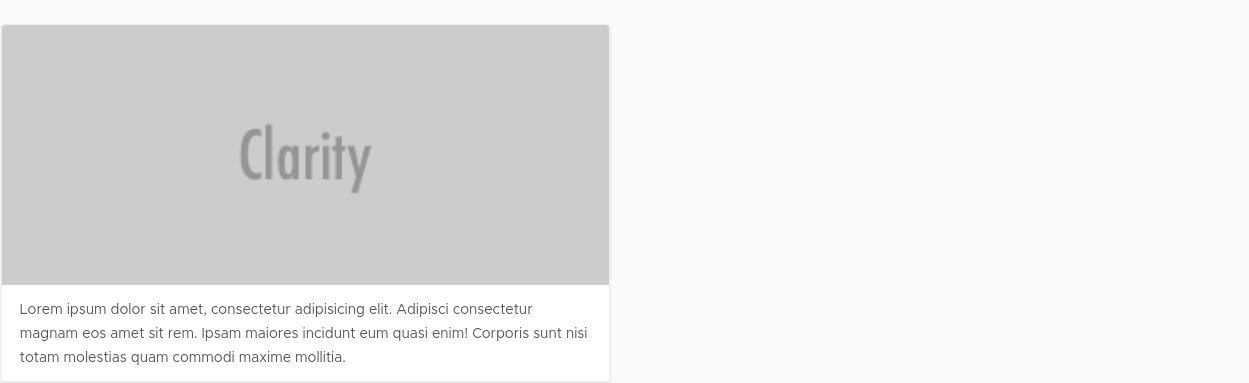 Clarity
Lorem ipsum dolor sit amet, consectetur adipisicing elit. Adipisci consectetur
magnam eos amet sit rem. Ipsam maiores incidunt eum quasi enim! Corporis sunt nisi
totam molestias quam commodi maxime mollitia.